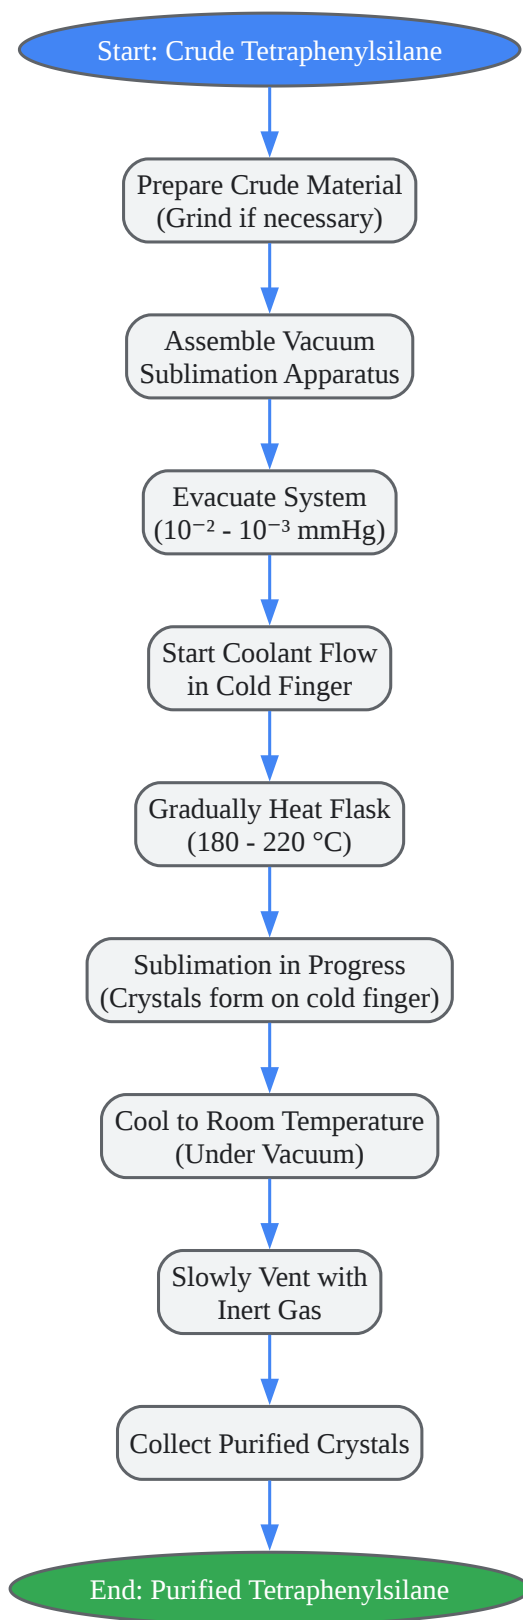 Start: Crude Tetraphenylsilane
Prepare Crude Material
(Grind if necessary)
Assemble Vacuum
Sublimation Apparatus
Evacuate System
(10⁻² - 10⁻³ mmHg)
Start Coolant Flow
in Cold Finger
Gradually Heat Flask
(180 - 220 °C)
Sublimation in Progress
(Crystals form on cold finger)
Cool to Room Temperature
(Under Vacuum)
Slowly Vent with
Inert Gas
Collect Purified Crystals
End: Purified Tetraphenylsilane